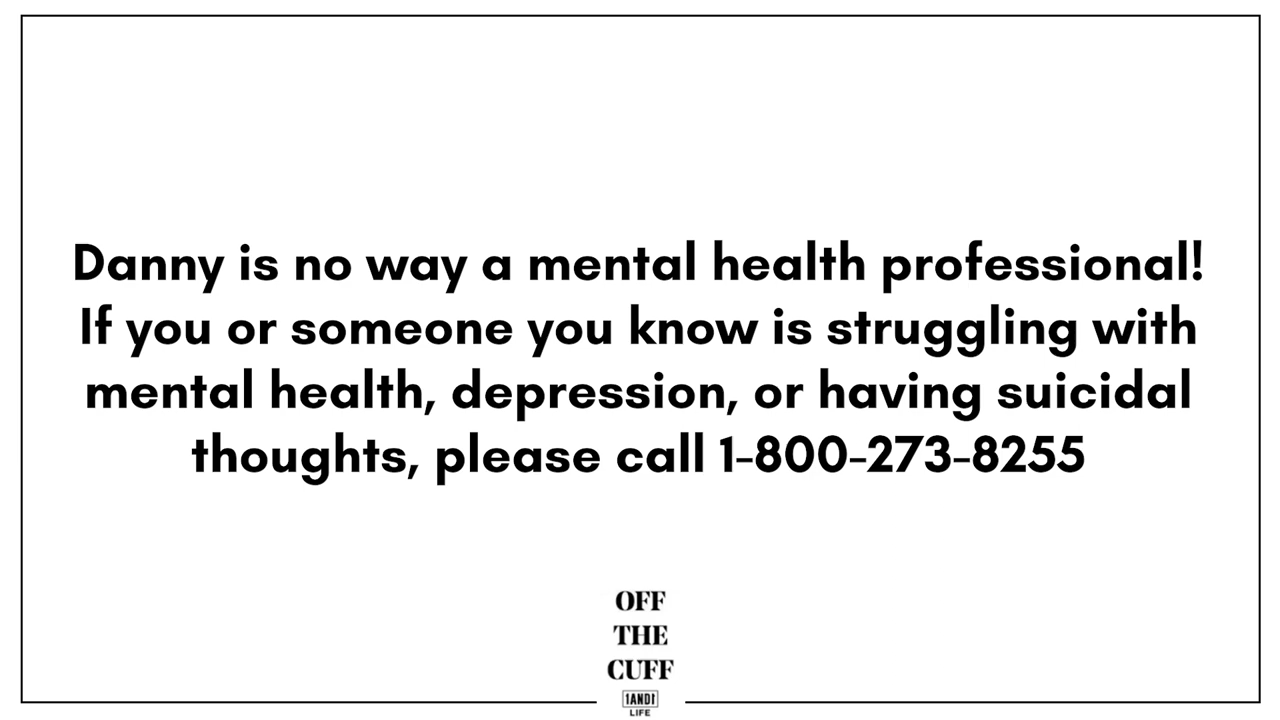 Danny is no way a mental health professional!
If you or someone you know is struggling with
mental health, depression, or having suicidal
thoughts, please call 1-800-273-8255
OFF
THE
CUFF
1AND1
LIFE